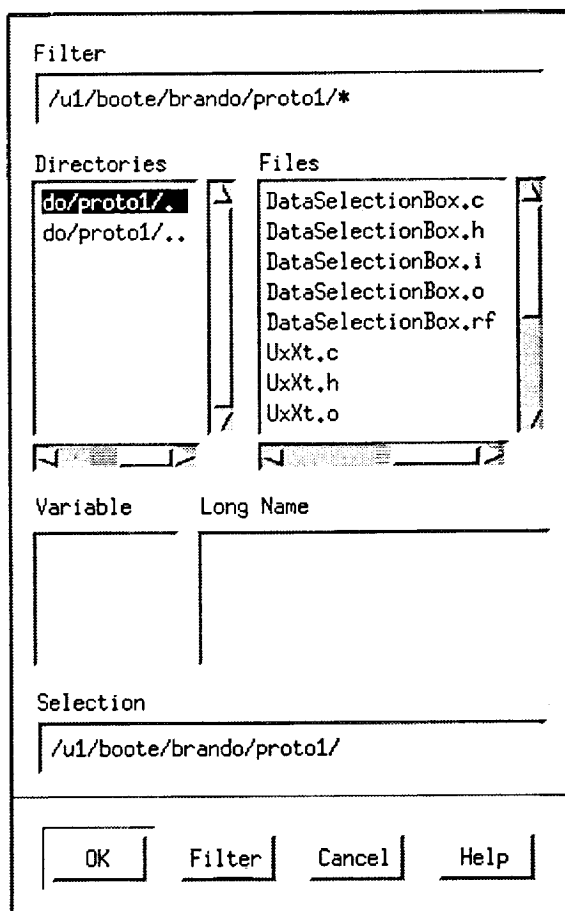 Filter
/u1/boote/brando/proto1/*
Directories
do/proto1/.
do/proto1/..
Files
DataSelectionBox.c
DataSelectionBox.h
DataSelectionBox.i
DataSelectionBox.o
DataSelectionBox.rf
UxXt.c
UxXt.h
UxXt.o
Variable
Long Name
Selection
/u1/boote/brando/proto1/
OK
Filter
Cancel
Help